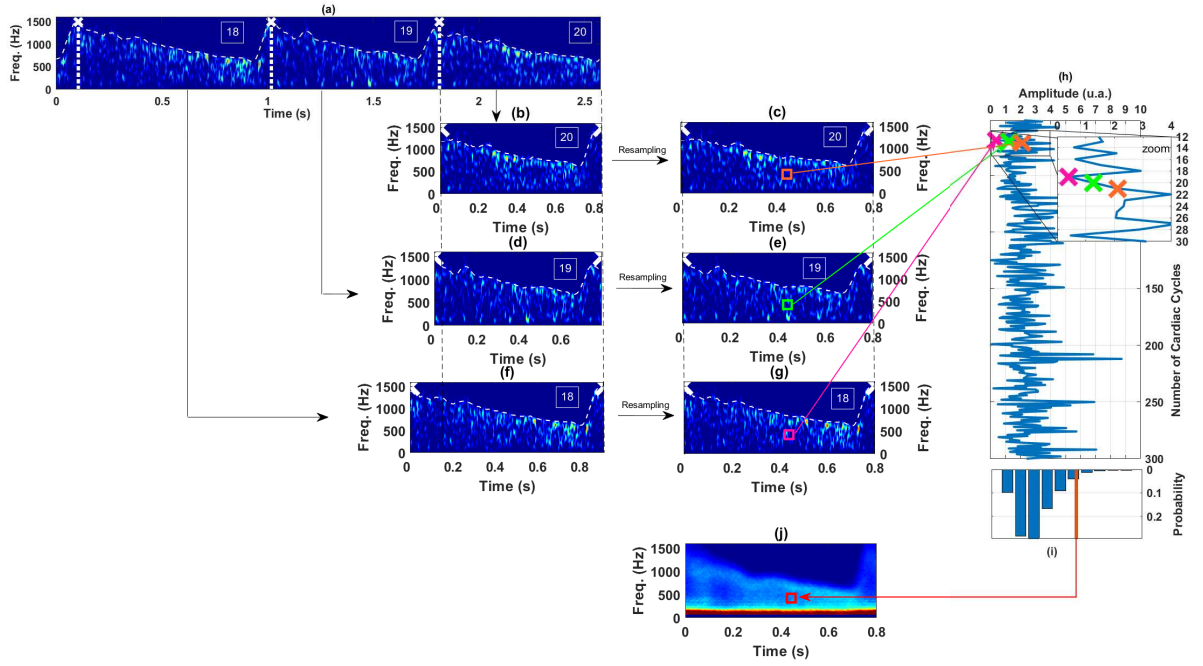 (a)
Freq. (Hz)
1500
1000
500
0
18
19
20
0
0.5
1
1.5
2
2.5
Time (s)
(b)
1500
1000
500
0
20
Freq. (Hz)
0.2
0.4
0.6
0.8
Time (s)
Resampling
(c)
20
1500
1000
500
0
Freq. (Hz)
0
0.2
0.4
0.6
0.8
Time (s)
(d)
Freq. (Hz)
1500
1000
500
0
19
0
0.2
0.4
0.6
Time (s)
Resampling
(e)
19
1500
1000
500
0
Freq. (Hz)
0
0.2
0.4
0.6
0.8
Time (s)
(f)
Freq. (Hz)
1500
1000
500
0
18
0
0.2
0.4
0.6
0.8
Time (s)
Resampling
(g)
18
1500
1000
500
0
Freq. (Hz)
0
0.2
0.4
0.6
0.8
Time (s)
(h)
Amplitude (u.a.)
0 1 2 3 4 5 6 7 8 9 10
0 1 2 3 4
zoom
12
14
16
18
20
22
24
26
28
30
150
200
250
300
Number of Cardiac Cycles
0
0.1
0.2
Probability
(i)
(j)
Freq. (Hz)
1500
1000
500
0
0
0.2
0.4
0.6
0.8
Time (s)